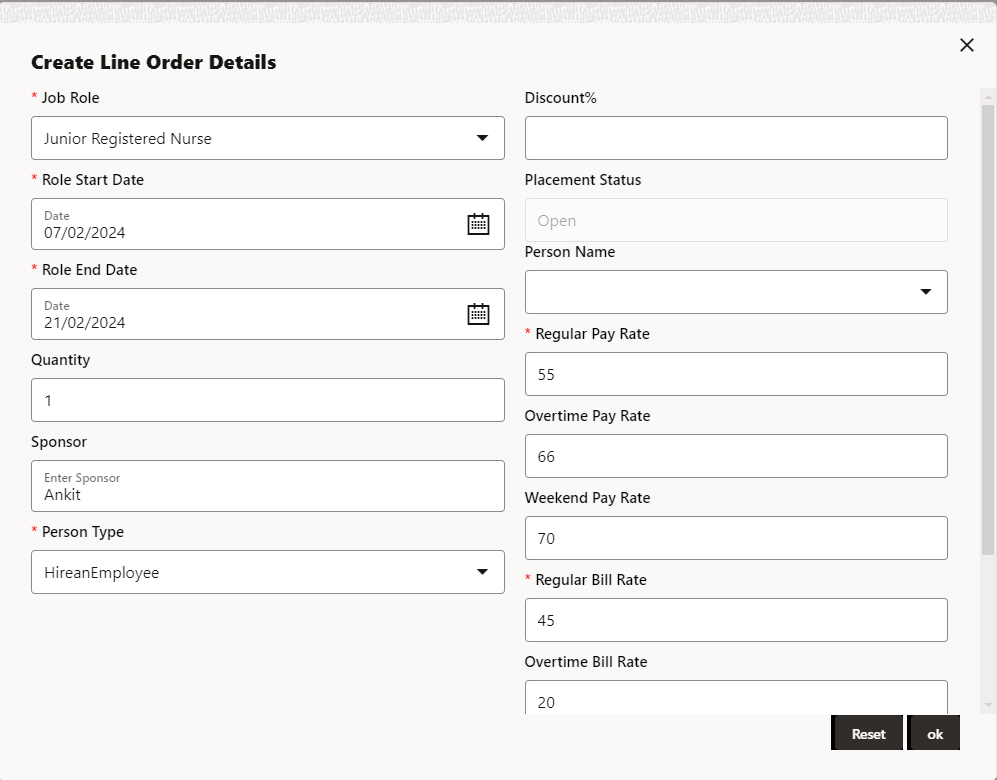 Create Line Order Details
* Job Role
Junior Registered Nurse
* Role Start Date
Date
07/02/2024
* Role End Date
Date
21/02/2024
Quantity
1
Sponsor
Enter Sponsor
Ankit
* Person Type
HireanEmployee
Discount%
Placement Status
Open
Person Name
* Regular Pay Rate
55
Overtime Pay Rate
66
Weekend Pay Rate
70
* Regular Bill Rate
45
Overtime Bill Rate
20
Reset
ok